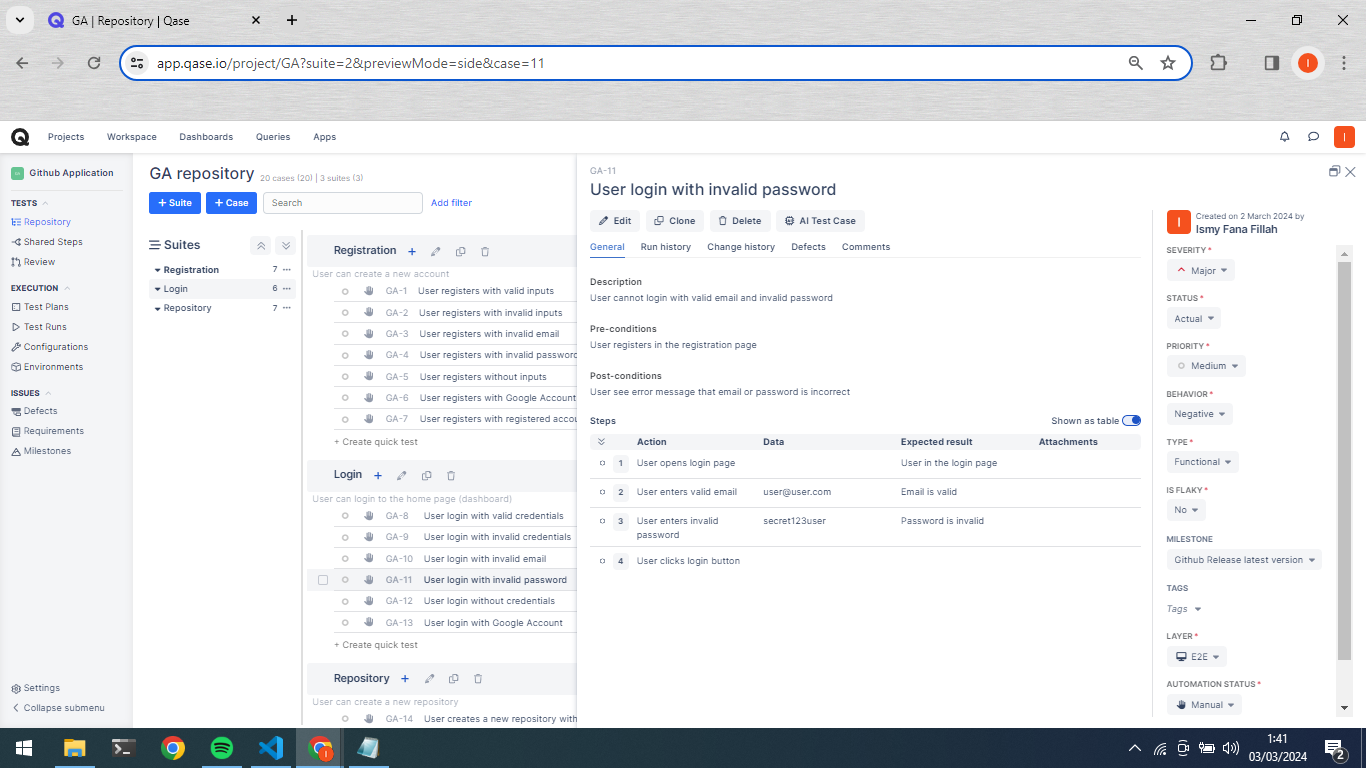 GA | Repository | Qase
app.qase.io/project/GA?suite=2&previewMode=side&case=11
I
Projects Workspace Dashboards Queries Apps
I
Github Application
TESTS
Repository
Shared Steps
Review
EXECUTION
Test Plans
Test Runs
Configurations
Environments
ISSUES
Defects
Requirements
Milestones
Settings
Collapse submenu
GA repository 20 cases (20) | 3 suites (3)
+ Suite + Case Search Add filter
Suites
Registration 7
Login 6
Repository 7
Registration
User can create a new account
GA-1 User registers with valid inputs
GA-2 User registers with invalid inputs
GA-3 User registers with invalid email
GA-4 User registers with invalid password
GA-5 User registers without inputs
GA-6 User registers with Google Account
GA-7 User registers with registered accou
+ Create quick test
Login
User can login to the home page (dashboard)
GA-8 User login with valid credentials
GA-9 User login with invalid credentials
GA-10 User login with invalid email
GA-11 User login with invalid password
GA-12 User login without credentials
GA-13 User login with Google Account
+ Create quick test
Repository
User can create a new repository
GA-14 User creates a new repository with
GA-11
User login with invalid password
Edit Clone Delete AI Test Case
General Run history Change history Defects Comments
Description
User cannot login with valid email and invalid password
Pre-conditions
User registers in the registration page
Post-conditions
User see error message that email or password is incorrect
Steps Shown as table
Action Data Expected result Attachments
1 User opens login page User in the login page
2 User enters valid email user@user.com Email is valid
3 User enters invalid password secret123user Password is invalid
4 User clicks login button
I
Created on 2 March 2024 by
Ismy Fana Fillah
SEVERITY *
Major
STATUS *
Actual
PRIORITY *
Medium
BEHAVIOR *
Negative
TYPE *
Functional
IS FLAKY *
No
MILESTONE
Github Release latest version
TAGS
Tags
LAYER *
E2E
AUTOMATION STATUS *
Manual
I
1:41
03/03/2024
2